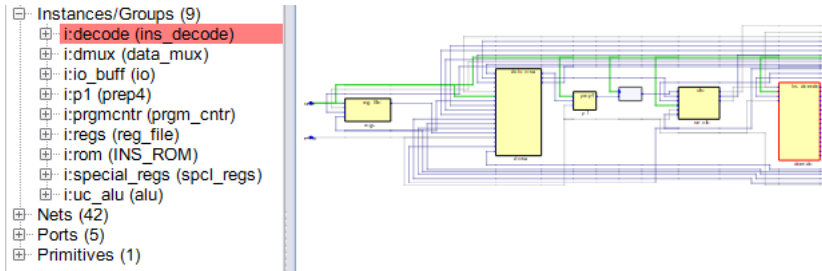 Instances/Groups (9)
i:decode (ins_decode)
i:dmux (data_mux)
i:io_buff (io)
i:p1 (prep4)
i:prgmcntr (prgm_cntr)
i:regs (reg_file)
i:rom (INS_ROM)
i:special_regs (spcl_regs)
i:uc_alu (alu)
Nets (42)
Ports (5)
Primitives (1)